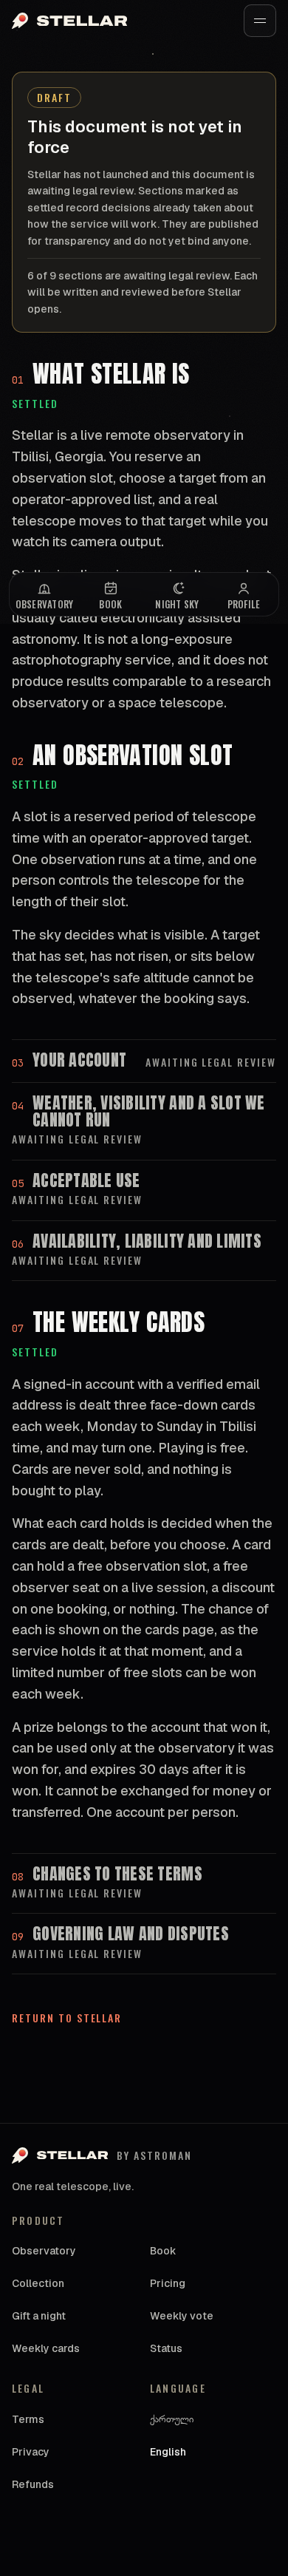 STELLAR
DRAFT
This document is not yet in
force
Stellar has not launched and this document is
awaiting legal review. Sections marked as
settled record decisions already taken about
how the service will work. They are published
for transparency and do not yet bind anyone.
6 of 9 sections are awaiting legal review. Each
will be written and reviewed before Stellar
opens.
01 WHAT STELLAR IS
SETTLED
Stellar is a live remote observatory in
Tbilisi, Georgia. You reserve an
observation slot, choose a target from an
operator-approved list, and a real
telescope moves to that target while you
watch its camera output.
OBSERVATORY BOOK NIGHT SKY PROFILE
usually called electronically assisted
astronomy. It is not a long-exposure
astrophotography service, and it does not
produce results comparable to a research
observatory or a space telescope.
02 AN OBSERVATION SLOT
SETTLED
A slot is a reserved period of telescope
time with an operator-approved target.
One observation runs at a time, and one
person controls the telescope for the
length of their slot.
The sky decides what is visible. A target
that has set, has not risen, or sits below
the telescope's safe altitude cannot be
observed, whatever the booking says.
03 YOUR ACCOUNT AWAITING LEGAL REVIEW
04 WEATHER, VISIBILITY AND A SLOT WE
CANNOT RUN
AWAITING LEGAL REVIEW
05 ACCEPTABLE USE
AWAITING LEGAL REVIEW
06 AVAILABILITY, LIABILITY AND LIMITS
AWAITING LEGAL REVIEW
07 THE WEEKLY CARDS
SETTLED
A signed-in account with a verified email
address is dealt three face-down cards
each week, Monday to Sunday in Tbilisi
time, and may turn one. Playing is free.
Cards are never sold, and nothing is
bought to play.
What each card holds is decided when the
cards are dealt, before you choose. A card
can hold a free observation slot, a free
observer seat on a live session, a discount
on one booking, or nothing. The chance of
each is shown on the cards page, as the
service holds it at that moment, and a
limited number of free slots can be won
each week.
A prize belongs to the account that won it,
can be used only at the observatory it was
won for, and expires 30 days after it is
won. It cannot be exchanged for money or
transferred. One account per person.
08 CHANGES TO THESE TERMS
AWAITING LEGAL REVIEW
09 GOVERNING LAW AND DISPUTES
AWAITING LEGAL REVIEW
RETURN TO STELLAR
STELLAR BY ASTROMAN
One real telescope, live.
PRODUCT
Observatory Book
Collection Pricing
Gift a night Weekly vote
Weekly cards Status
LEGAL LANGUAGE
Terms ქართული
Privacy English
Refunds